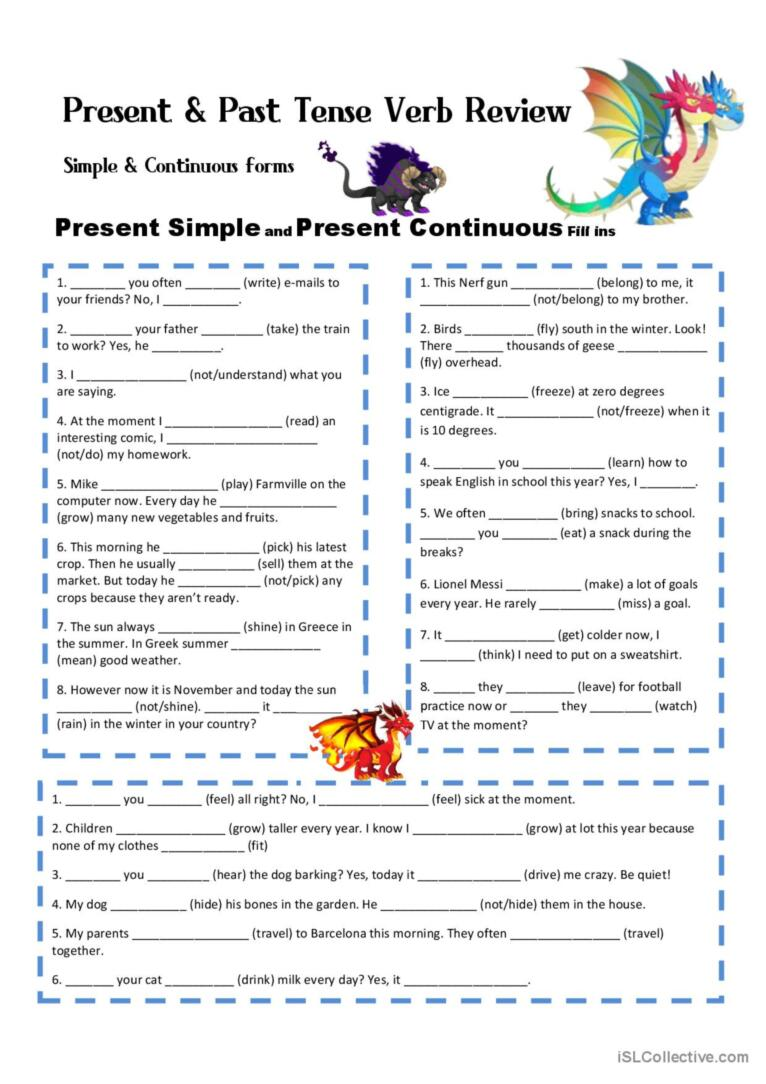 Present & Past Tense Verb Review
Simple & Continuous forms
Present Simple and Present Continuous Fill ins
1. ________ you often ________ (write) e-mails to
your friends? No, I ___________.
2. _________ your father _________ (take) the train
to work? Yes, he __________.
3. I ________________ (not/understand) what you
are saying.
4. At the moment I _________________ (read) an
interesting comic, I ______________________
(not/do) my homework.
5. Mike _________________ (play) Farmville on the
computer now. Every day he _________________
(grow) many new vegetables and fruits.
6. This morning he ______________ (pick) his latest
crop. Then he usually ___________ (sell) them at the
market. But today he ____________ (not/pick) any
crops because they aren’t ready.
7. The sun always ____________ (shine) in Greece in
the summer. In Greek summer _____________
(mean) good weather.
8. However now it is November and today the sun
___________ (not/shine). ________ it __________
(rain) in the winter in your country?
1. This Nerf gun ____________ (belong) to me, it
________________ (not/belong) to my brother.
2. Birds __________ (fly) south in the winter. Look!
There _______ thousands of geese _____________
(fly) overhead.
3. Ice ___________ (freeze) at zero degrees
centigrade. It ______________ (not/freeze) when it
is 10 degrees.
4. _________ you ____________ (learn) how to
speak English in school this year? Yes, I ________.
5. We often __________ (bring) snacks to school.
________ you ________ (eat) a snack during the
breaks?
6. Lionel Messi ___________ (make) a lot of goals
every year. He rarely ___________ (miss) a goal.
7. It ________________ (get) colder now, I
________ (think) I need to put on a sweatshirt.
8. ______ they __________ (leave) for football
practice now or _______ they _________ (watch)
TV at the moment?
1. ________ you ________ (feel) all right? No, I ________________ (feel) sick at the moment.
2. Children ________________ (grow) taller every year. I know I ________________ (grow) at lot this year because
none of my clothes ____________ (fit)
3. ________ you _________ (hear) the dog barking? Yes, today it _______________ (drive) me crazy. Be quiet!
4. My dog ___________ (hide) his bones in the garden. He ______________ (not/hide) them in the house.
5. My parents _________________ (travel) to Barcelona this morning. They often ________________ (travel)
together.
6. _______ your cat __________ (drink) milk every day? Yes, it __________________.
iSLCollective.com